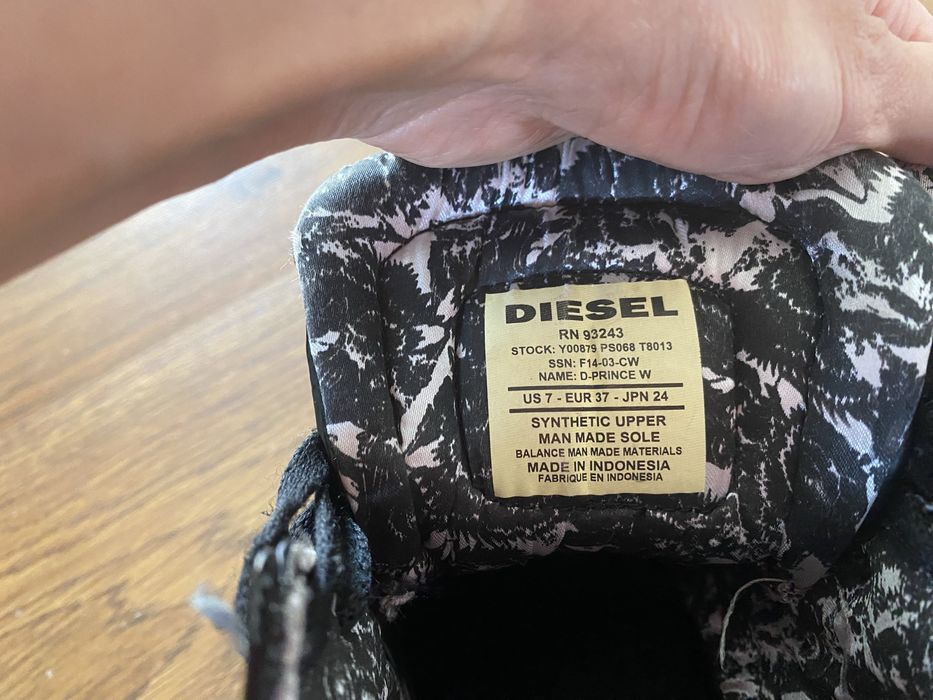 DIESEL
RN 93243
STOCK: Y00879 PS068 T8013
SSN: F14-03-CW
NAME: D-PRINCE W
US 7 - EUR 37 - JPN 24
SYNTHETIC UPPER
MAN MADE SOLE
BALANCE MAN MADE MATERIALS
MADE IN INDONESIA
FABRIQUE EN INDONESIA